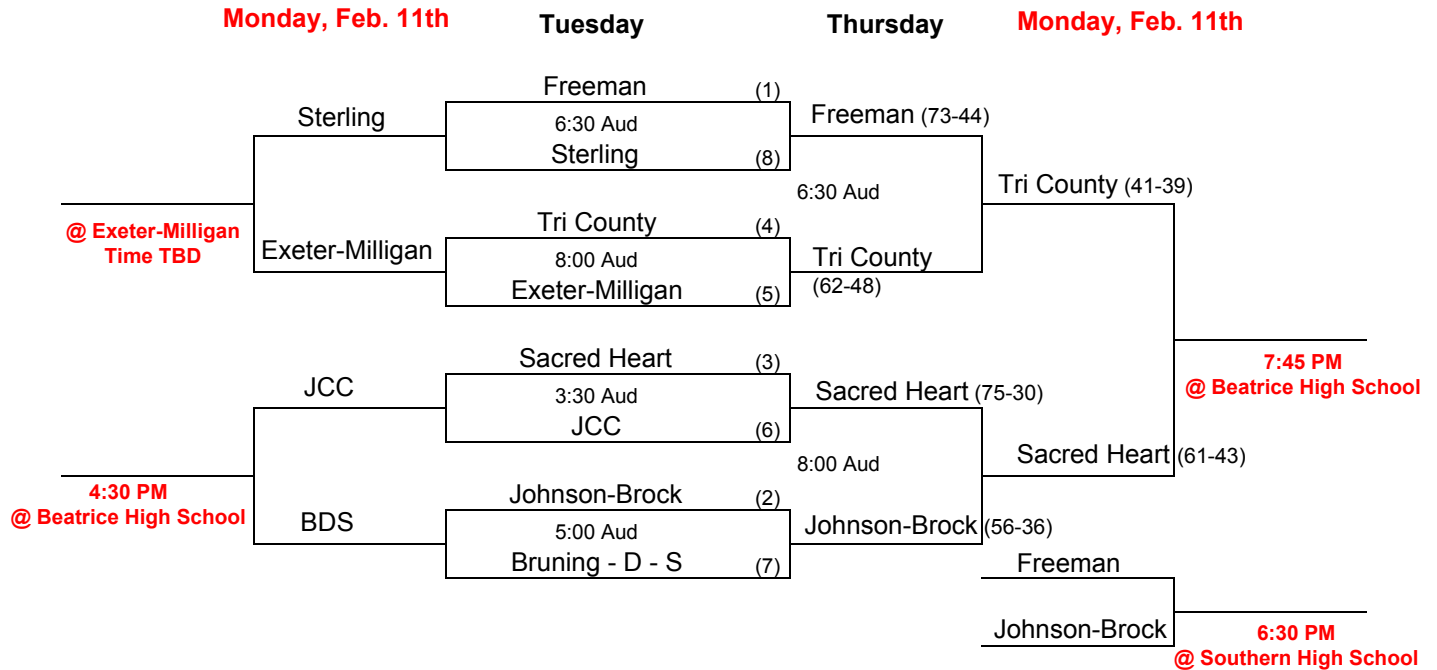 Monday, Feb. 11th Tuesday Thursday Monday, Feb. 11th
Freeman (1)
Sterling
6:30 Aud
Freeman (73-44)
Sterling (8)
6:30 Aud
Tri County (41-39)
@ Exeter-Milligan
Time TBD
Tri County (4)
Exeter-Milligan
8:00 Aud
Tri County
(62-48)
Exeter-Milligan (5)
Sacred Heart (3)
7:45 PM
@ Beatrice High School
JCC
3:30 Aud
Sacred Heart (75-30)
JCC (6)
8:00 Aud
Sacred Heart (61-43)
4:30 PM
@ Beatrice High School
Johnson-Brock (2)
BDS
5:00 Aud
Johnson-Brock (56-36)
Bruning - D - S (7)
Freeman
Johnson-Brock
6:30 PM
@ Southern High School